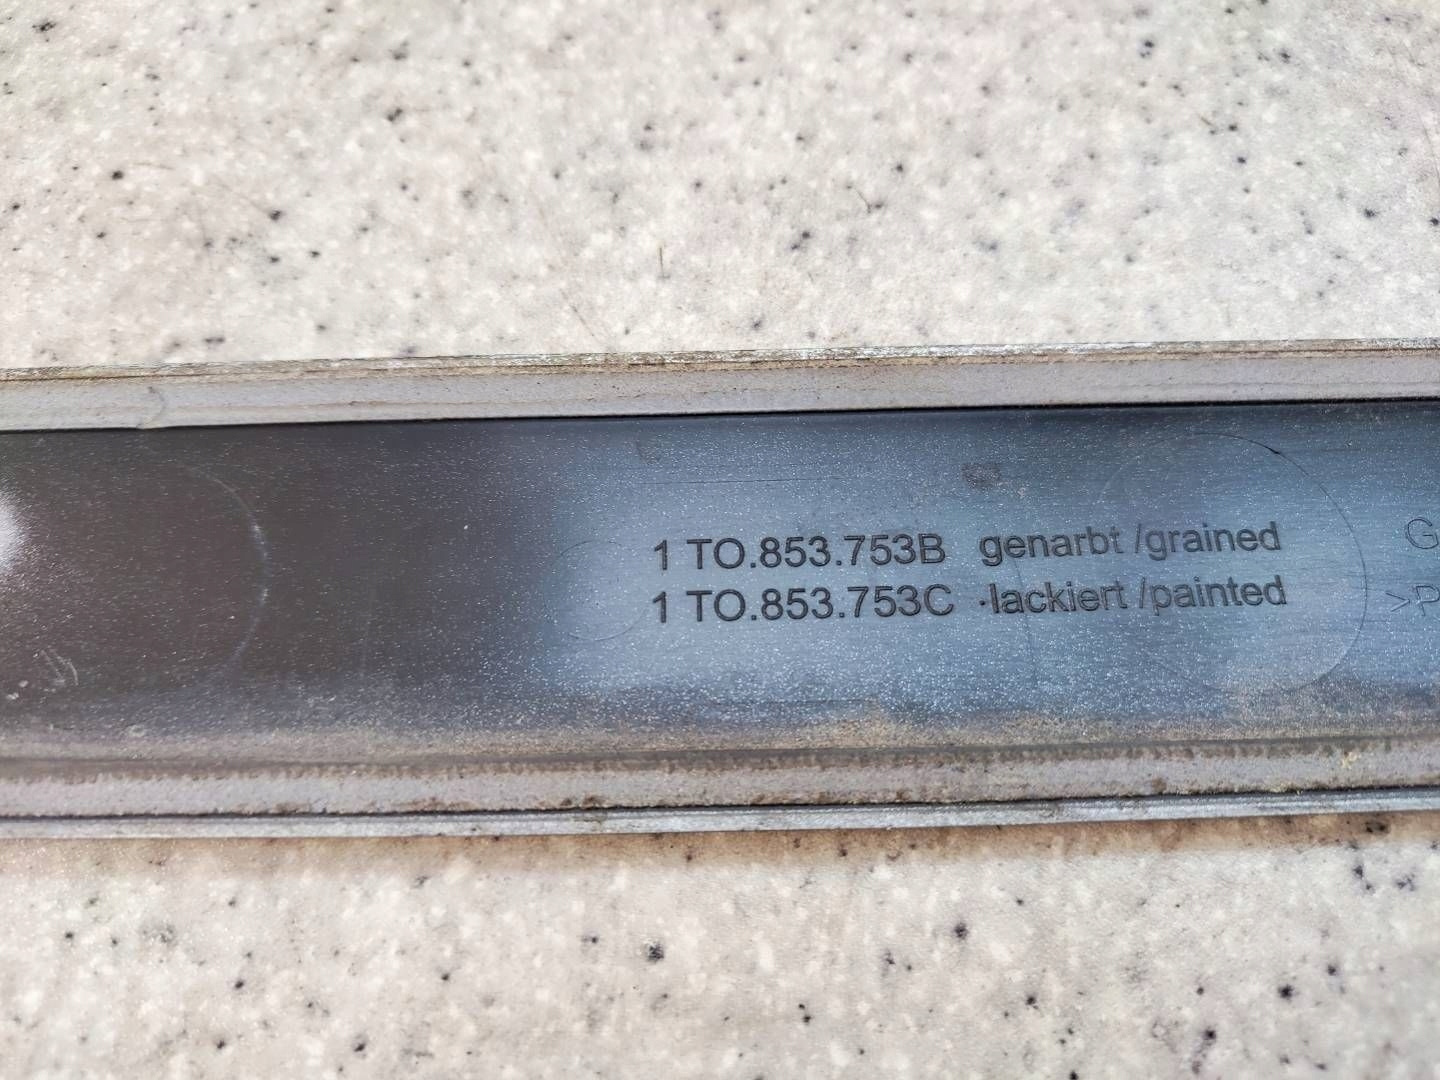 1 TO.853.753B genarbt /grained
1 TO.853.753C ·lackiert /painted
G
>P